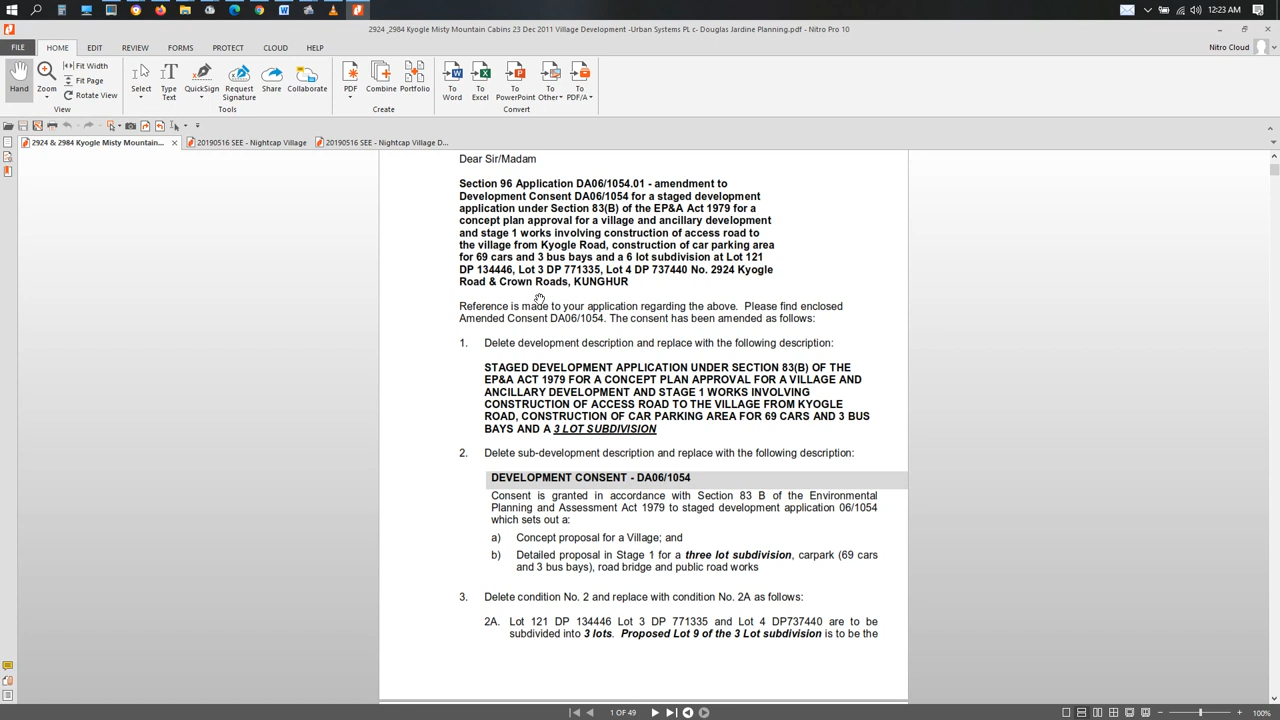 12:23 AM
2924 ,2984 Kyogle Misty Mountain Cabins 23 Dec 2011 Village Development -Urban Systems PL c- Douglas Jardine Planning.pdf - Nitro Pro 10
FILE HOME EDIT REVIEW FORMS PROTECT CLOUD HELP Nitro Cloud
Hand
Zoom
Fit Width
Fit Page
Rotate View
View
Select
Type Text
QuickSign
Request Signature
Share
Collaborate
Tools
PDF
Combine
Portfolio
Create
To Word
To Excel
To PowerPoint
To Other
To PDF/A
Convert
2924 & 2984 Kyogle Misty Mountain... 20190516 SEE - Nightcap Village 20190516 SEE - Nightcap Village D...
Dear Sir/Madam
Section 96 Application DA06/1054.01 - amendment to
Development Consent DA06/1054 for a staged development
application under Section 83(B) of the EP&A Act 1979 for a
concept plan approval for a village and ancillary development
and stage 1 works involving construction of access road to
the village from Kyogle Road, construction of car parking area
for 69 cars and 3 bus bays and a 6 lot subdivision at Lot 121
DP 134446, Lot 3 DP 771335, Lot 4 DP 737440 No. 2924 Kyogle
Road & Crown Roads, KUNGHUR
Reference is made to your application regarding the above. Please find enclosed
Amended Consent DA06/1054. The consent has been amended as follows:
1. Delete development description and replace with the following description:
STAGED DEVELOPMENT APPLICATION UNDER SECTION 83(B) OF THE
EP&A ACT 1979 FOR A CONCEPT PLAN APPROVAL FOR A VILLAGE AND
ANCILLARY DEVELOPMENT AND STAGE 1 WORKS INVOLVING
CONSTRUCTION OF ACCESS ROAD TO THE VILLAGE FROM KYOGLE
ROAD, CONSTRUCTION OF CAR PARKING AREA FOR 69 CARS AND 3 BUS
BAYS AND A 3 LOT SUBDIVISION
2. Delete sub-development description and replace with the following description:
DEVELOPMENT CONSENT - DA06/1054
Consent is granted in accordance with Section 83 B of the Environmental
Planning and Assessment Act 1979 to staged development application 06/1054
which sets out a:
a) Concept proposal for a Village; and
b) Detailed proposal in Stage 1 for a three lot subdivision, carpark (69 cars
and 3 bus bays), road bridge and public road works
3. Delete condition No. 2 and replace with condition No. 2A as follows:
2A. Lot 121 DP 134446 Lot 3 DP 771335 and Lot 4 DP737440 are to be
subdivided into 3 lots. Proposed Lot 9 of the 3 Lot subdivision is to be the
1 OF 49
100%